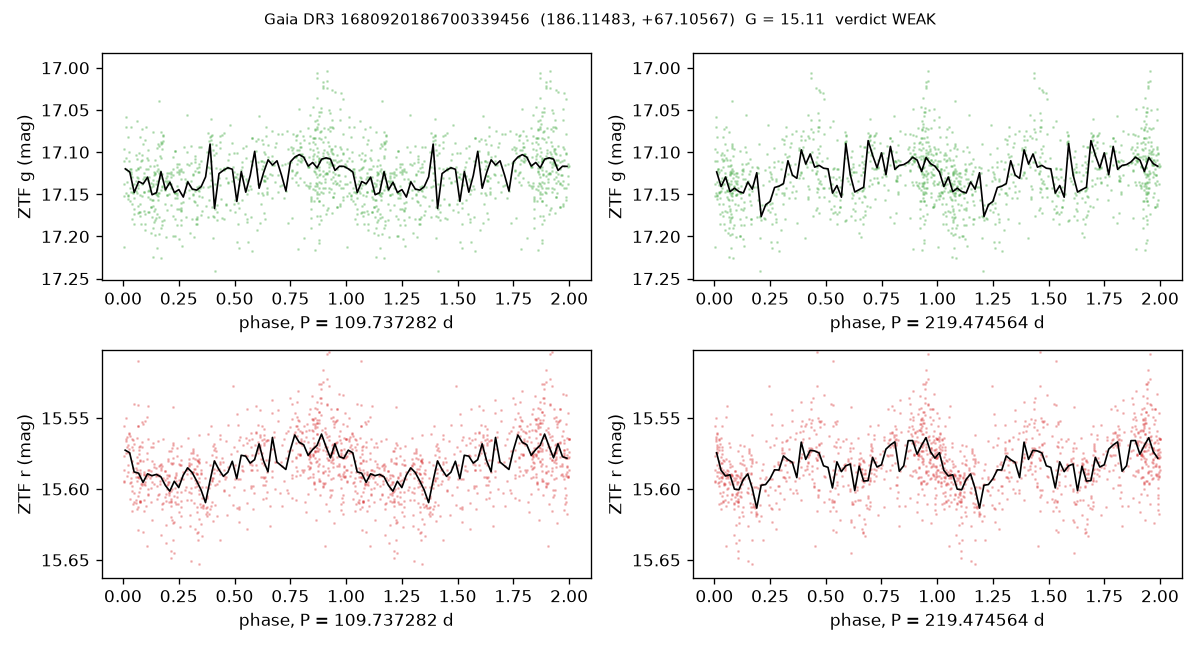 Gaia DR3 1680920186700339456  (186.11483, +67.10567)  G = 15.11  verdict WEAK
ZTF g (mag)
17.00
17.05
17.10
17.15
17.20
17.25
0.00 0.25 0.50 0.75 1.00 1.25 1.50 1.75 2.00
phase, P = 109.737282 d
ZTF g (mag)
17.00
17.05
17.10
17.15
17.20
17.25
0.00 0.25 0.50 0.75 1.00 1.25 1.50 1.75 2.00
phase, P = 219.474564 d
ZTF r (mag)
15.55
15.60
15.65
0.00 0.25 0.50 0.75 1.00 1.25 1.50 1.75 2.00
phase, P = 109.737282 d
ZTF r (mag)
15.55
15.60
15.65
0.00 0.25 0.50 0.75 1.00 1.25 1.50 1.75 2.00
phase, P = 219.474564 d